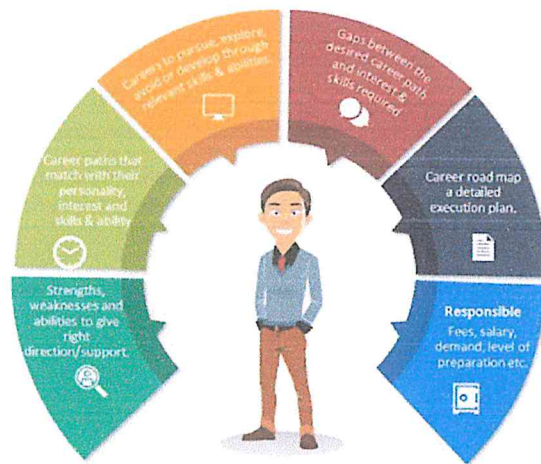 Strengths,
weaknesses and
abilities to give
right
direction/support.
Career paths that
match with their
personality,
interest and
skills & ability
Careers to pursue, explore,
avoid or develop through
relevant skills & abilities.
Gaps between the
desired career path
and interest &
skills required
Career road map
a detailed
execution plan.
Responsible
Fees, salary,
demand, level of
preparation etc.